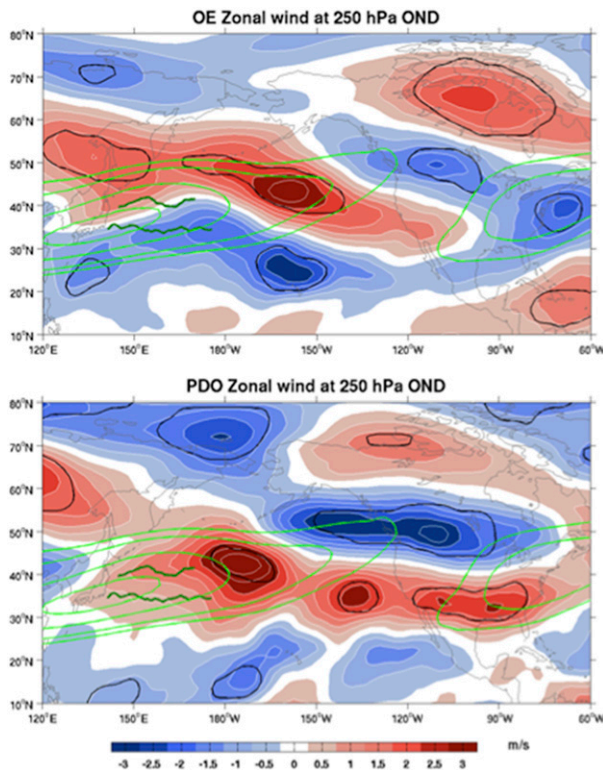 OE Zonal wind at 250 hPa OND
80°N
70°N
60°N
50°N
40°N
30°N
20°N
10°N
120°E 150°E 180°W 150°W 120°W 90°W 60°W
PDO Zonal wind at 250 hPa OND
80°N
70°N
60°N
50°N
40°N
30°N
20°N
10°N
120°E 150°E 180°W 150°W 120°W 90°W 60°W
-3 -2.5 -2 -1.5 -1 -0.5 0 0.5 1 1.5 2 2.5 3 m/s